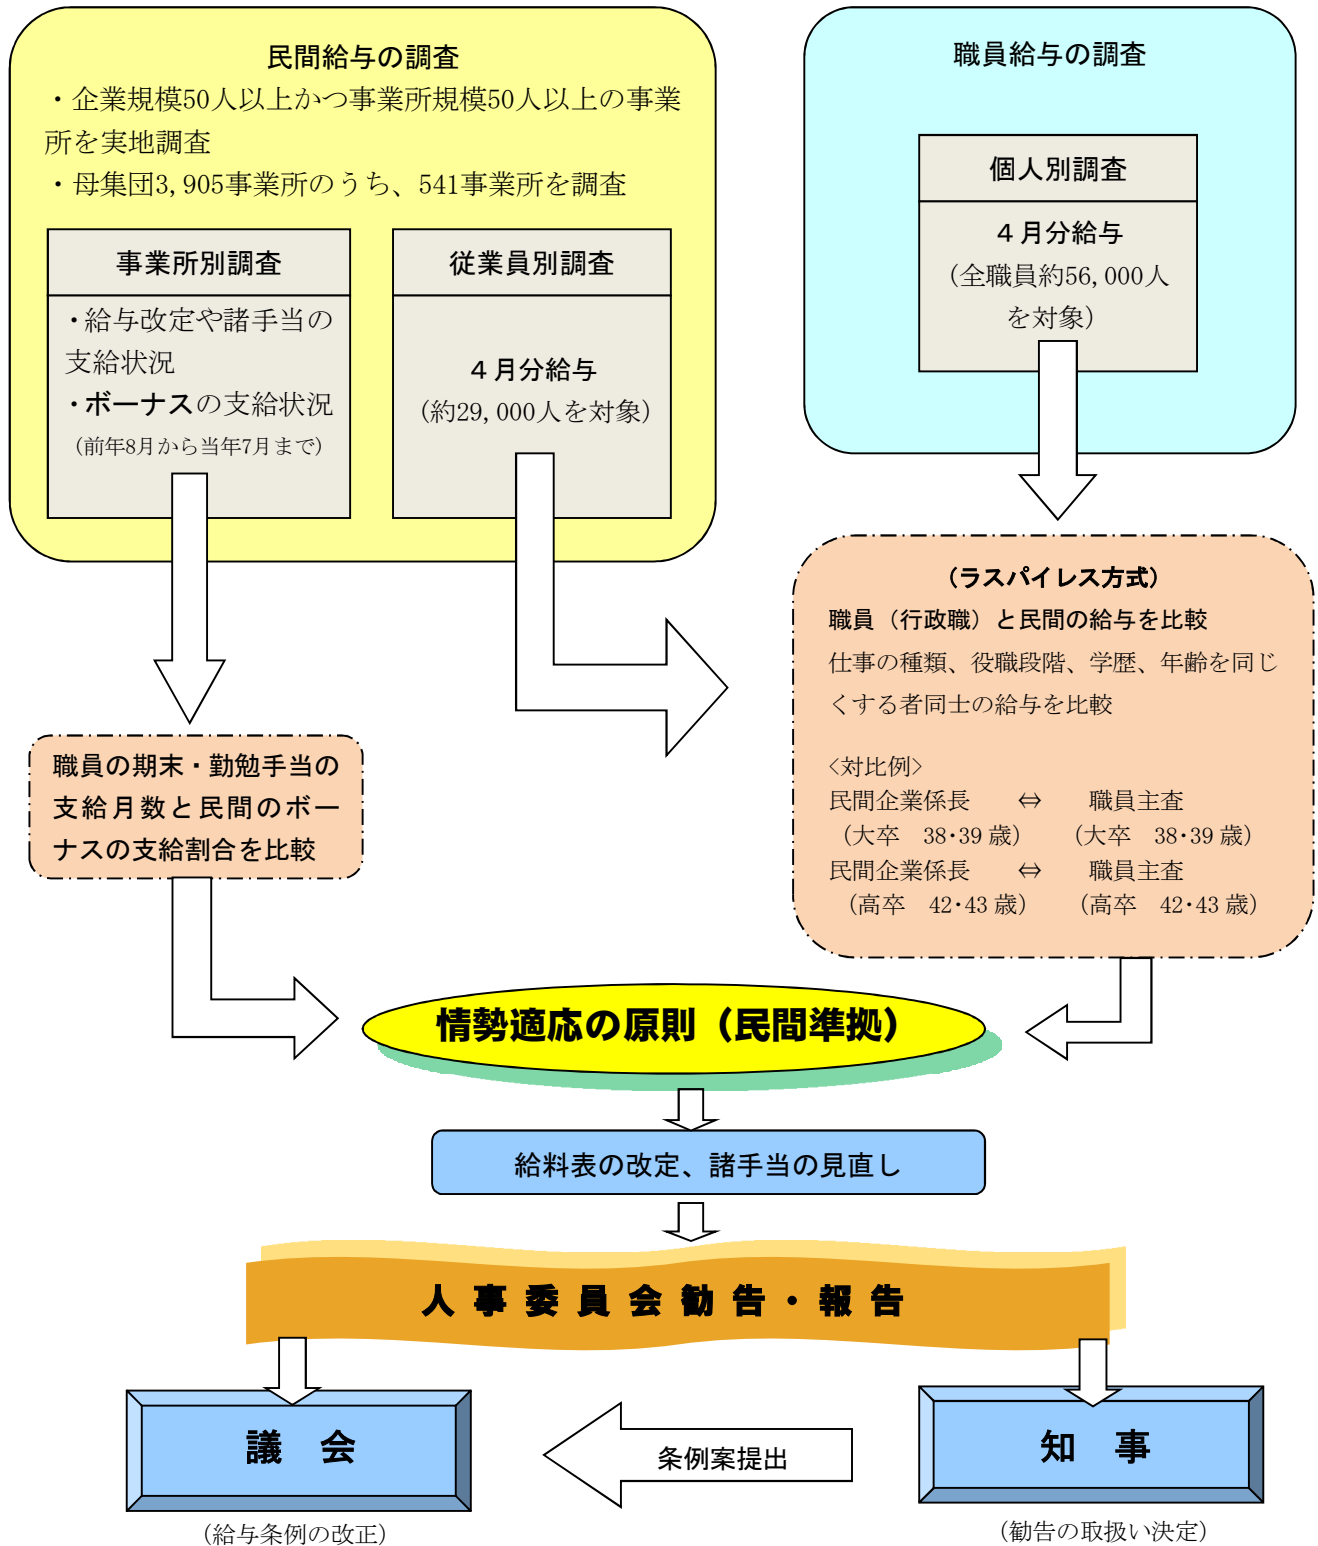 民間給与の調査
・企業規模50人以上かつ事業所規模50人以上の事業
所を実地調査
・母集団3,905事業所のうち、541事業所を調査
事業所別調査
・給与改定や諸手当の
支給状況
・ボーナスの支給状況
（前年8月から当年7月まで）
従業員別調査
４月分給与
（約29,000人を対象）
職員給与の調査
個人別調査
４月分給与
（全職員約56,000人
を対象）
（ラスパイレス方式）
職員（行政職）と民間の給与を比較
仕事の種類、役職段階、学歴、年齢を同じ
くする者同士の給与を比較
<対比例>
民間企業係長　⇔　職員主査
（大卒　38･39 歳）　（大卒　38･39 歳）
民間企業係長　⇔　職員主査
（高卒　42･43 歳）　（高卒　42･43 歳）
職員の期末・勤勉手当の
支給月数と民間のボー
ナスの支給割合を比較
情勢適応の原則（民間準拠）
給料表の改定、諸手当の見直し
人事委員会勧告・報告
議　会
条例案提出
知　事
（給与条例の改正）
（勧告の取扱い決定）